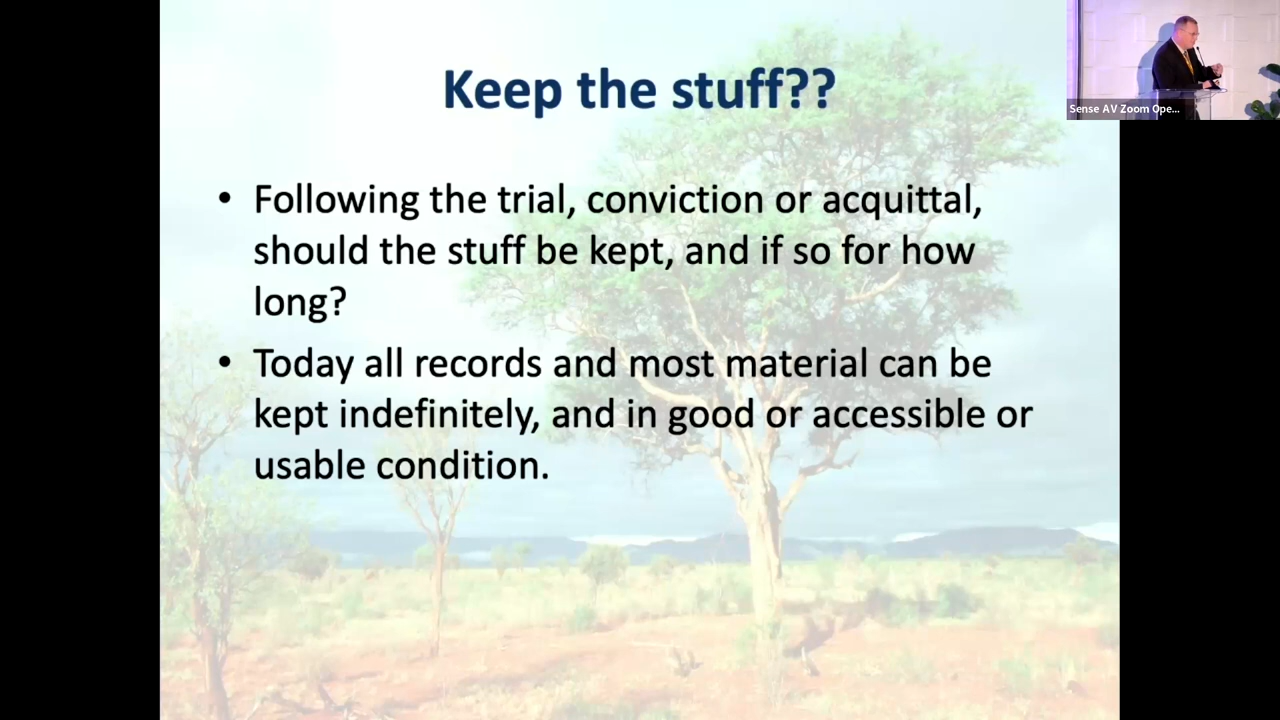 Keep the stuff??
• Following the trial, conviction or acquittal,
should the stuff be kept, and if so for how
long?
• Today all records and most material can be
kept indefinitely, and in good or accessible or
usable condition.
Sense AV Zoom Ope...